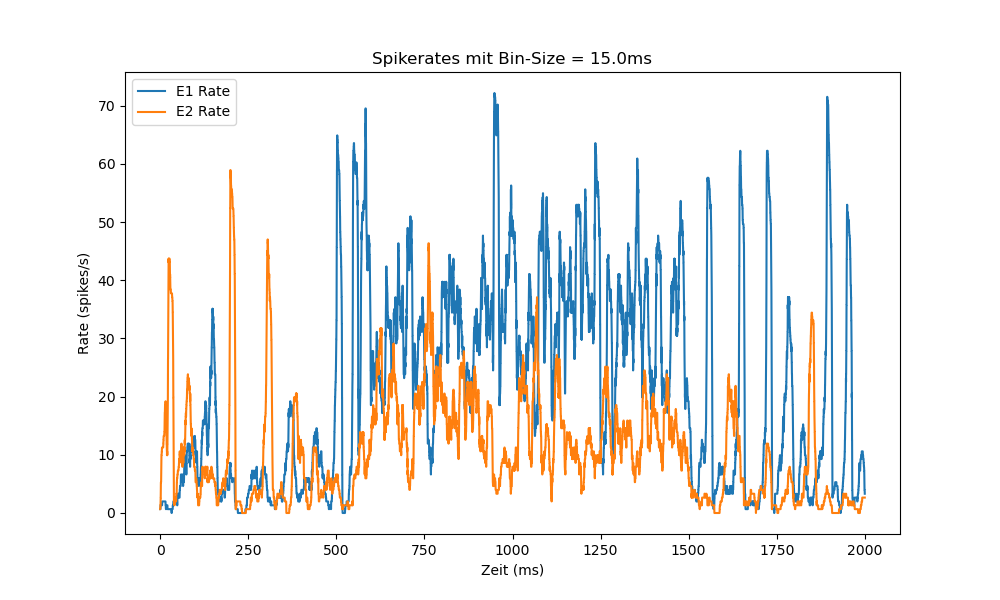 Spikerates mit Bin-Size = 15.0ms
E1 Rate
E2 Rate
70
60
50
40
30
20
10
0
Rate (spikes/s)
0 250 500 750 1000 1250 1500 1750 2000
Zeit (ms)